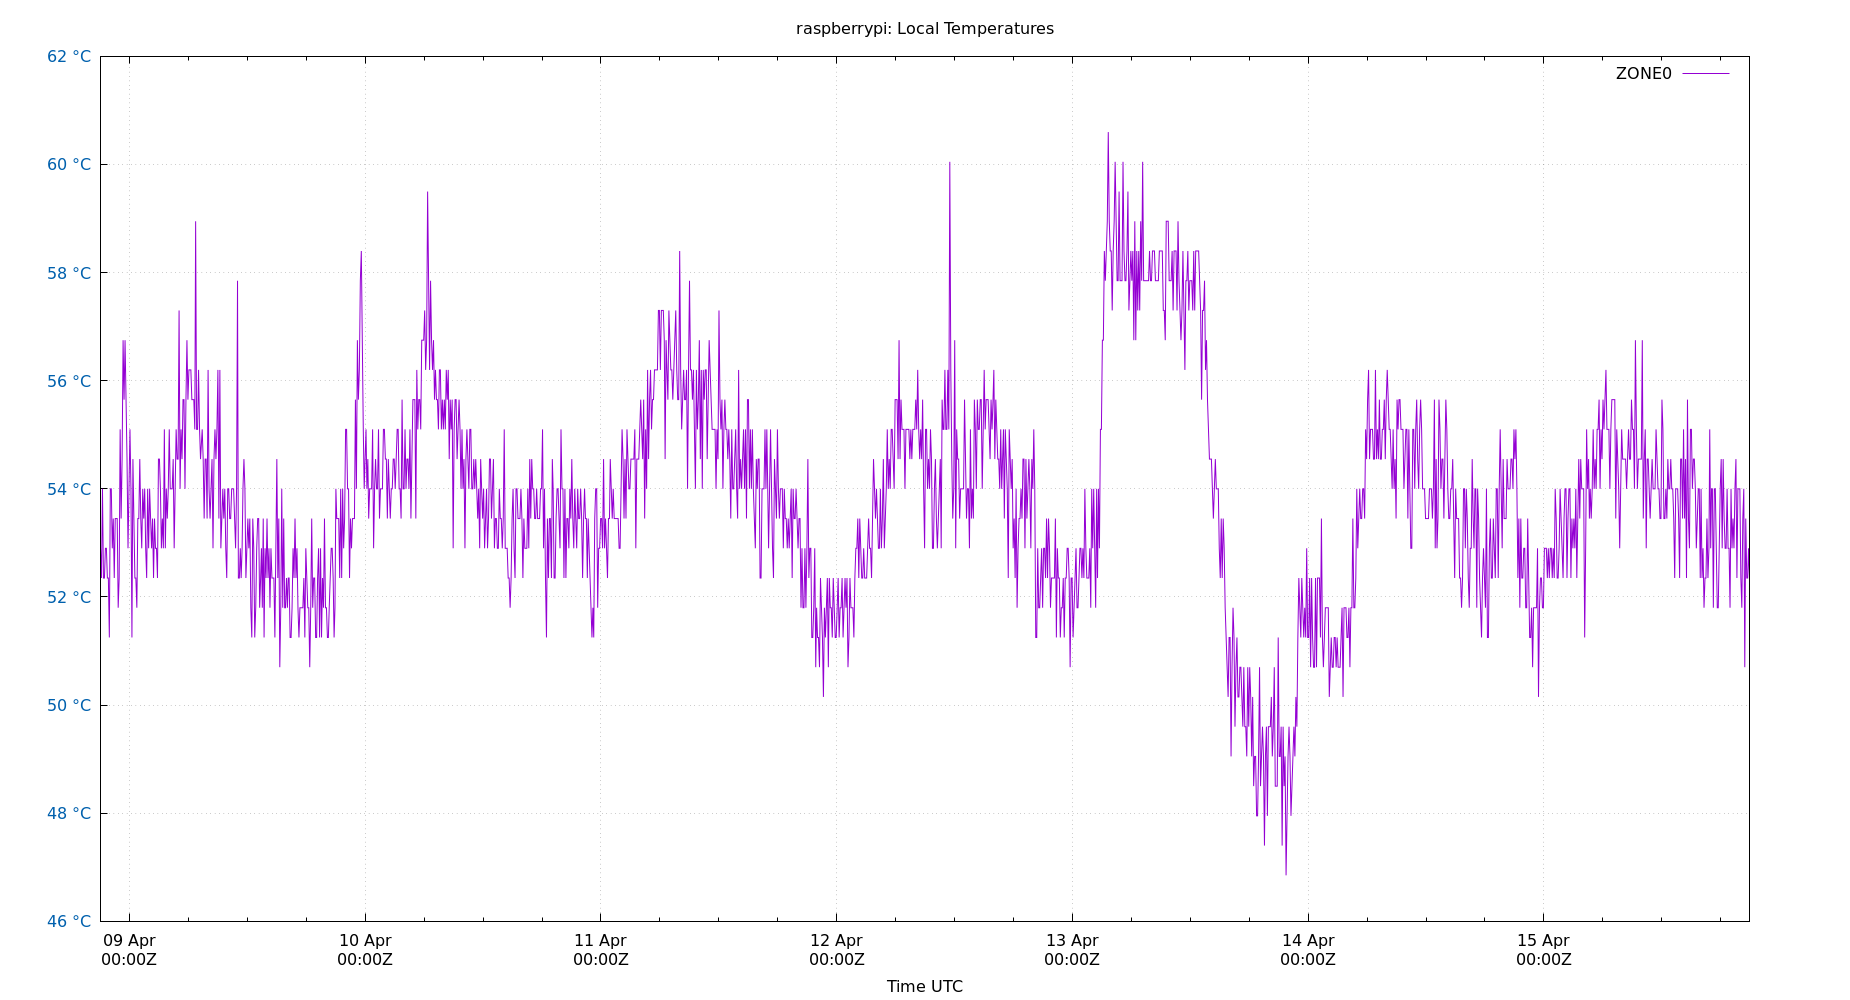 raspberrypi: Local Temperatures
62 °C
ZONE0
60 °C
58 °C
56 °C
54 °C
52 °C
50 °C
48 °C
46 °C
09 Apr 10 Apr 11 Apr 12 Apr 13 Apr 14 Apr 15 Apr
00:00Z 00:00Z 00:00Z 00:00Z 00:00Z 00:00Z 00:00Z
Time UTC